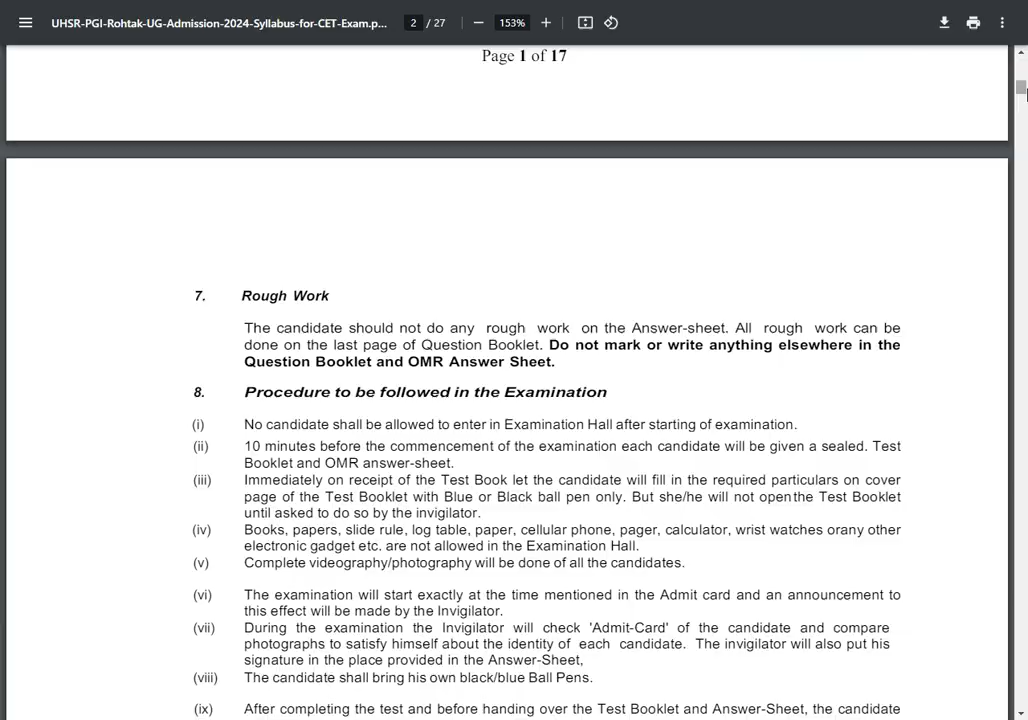 UHSR-PGI-Rohtak-UG-Admission-2024-Syllabus-for-CET-Exam.p... 2 / 27 153%
Page 1 of 17
7. Rough Work
The candidate should not do any rough work on the Answer-sheet. All rough work can be
done on the last page of Question Booklet. Do not mark or write anything elsewhere in the
Question Booklet and OMR Answer Sheet.
8. Procedure to be followed in the Examination
(i) No candidate shall be allowed to enter in Examination Hall after starting of examination.
(ii) 10 minutes before the commencement of the examination each candidate will be given a sealed. Test
Booklet and OMR answer-sheet.
(iii) Immediately on receipt of the Test Book let the candidate will fill in the required particulars on cover
page of the Test Booklet with Blue or Black ball pen only. But she/he will not openthe Test Booklet
until asked to do so by the invigilator.
(iv) Books, papers, slide rule, log table, paper, cellular phone, pager, calculator, wrist watches orany other
electronic gadget etc. are not allowed in the Examination Hall.
(v) Complete videography/photography will be done of all the candidates.
(vi) The examination will start exactly at the time mentioned in the Admit card and an announcement to
this effect will be made by the Invigilator.
(vii) During the examination the Invigilator will check 'Admit-Card' of the candidate and compare
photographs to satisfy himself about the identity of each candidate. The invigilator will also put his
signature in the place provided in the Answer-Sheet,
(viii) The candidate shall bring his own black/blue Ball Pens.
(ix) After completing the test and before handing over the Test Booklet and Answer-Sheet, the candidate